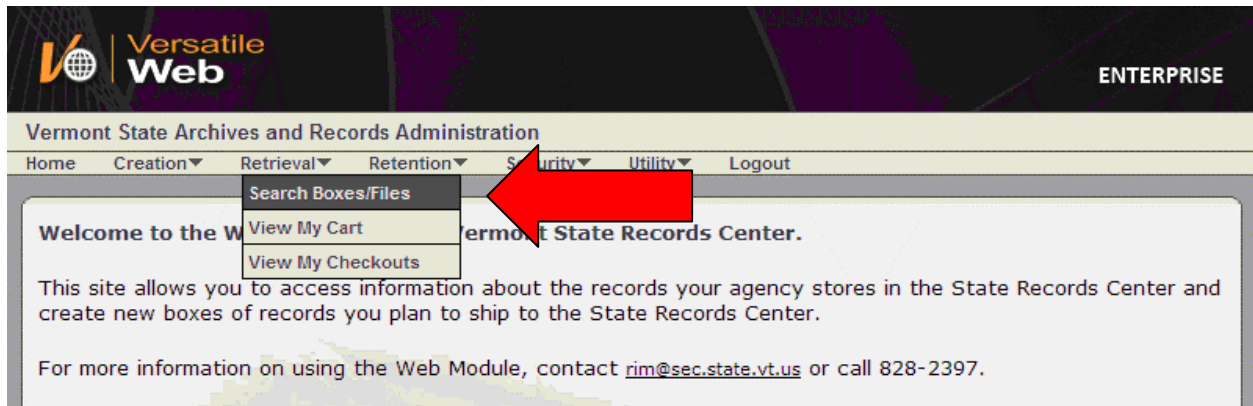 Versatile
Web
ENTERPRISE
Vermont State Archives and Records Administration
Home Creation Retrieval Retention Security Utility Logout
Search Boxes/Files
View My Cart
View My Checkouts
Welcome to the W ermont State Records Center.
This site allows you to access information about the records your agency stores in the State Records Center and
create new boxes of records you plan to ship to the State Records Center.
For more information on using the Web Module, contact rim@sec.state.vt.us or call 828-2397.